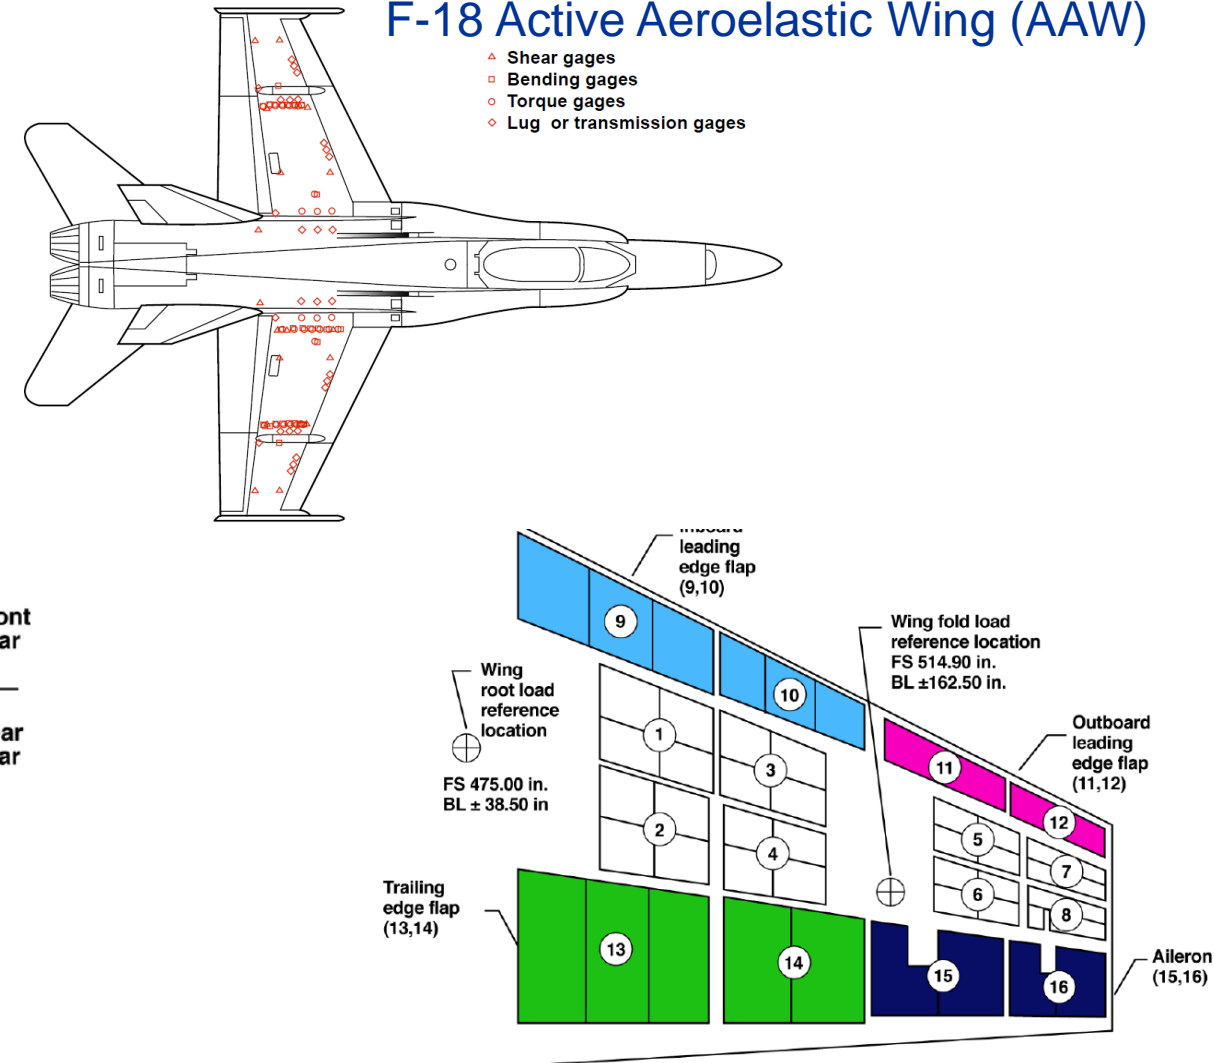 F-18 Active Aeroelastic Wing (AAW)
Shear gages
Bending gages
Torque gages
Lug or transmission gages
leading
edge flap
(9,10)
Wing fold load
reference location
FS 514.90 in.
BL ±162.50 in.
Wing
root load
reference
location
FS 475.00 in.
BL ± 38.50 in
Outboard
leading
edge flap
(11,12)
Trailing
edge flap
(13,14)
Aileron
(15,16)
9
10
11
12
1
3
2
4
5
7
6
8
13
14
15
16